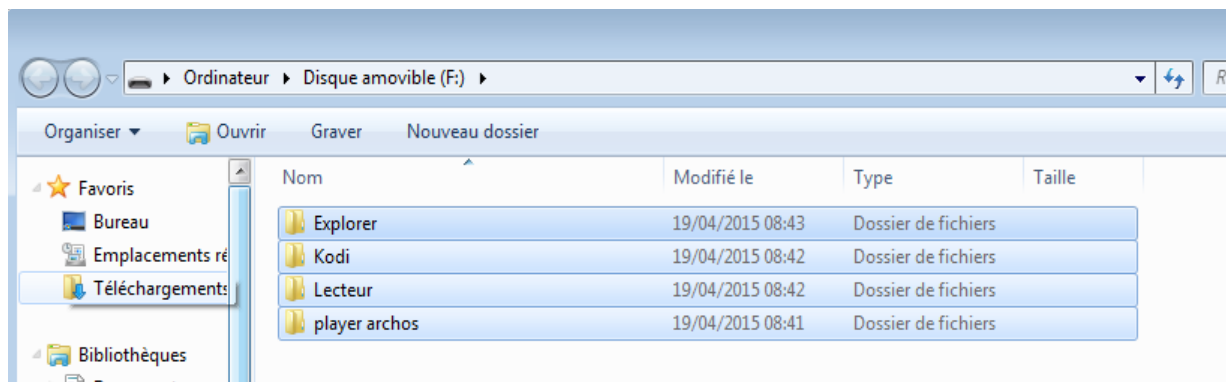 Ordinateur Disque amovible (F:)
Organiser Ouvrir Graver Nouveau dossier
Favoris
Bureau
Emplacements ré
Téléchargements
Bibliothèques
Nom Modifié le Type Taille
Explorer 19/04/2015 08:43 Dossier de fichiers
Kodi 19/04/2015 08:42 Dossier de fichiers
Lecteur 19/04/2015 08:42 Dossier de fichiers
player archos 19/04/2015 08:41 Dossier de fichiers